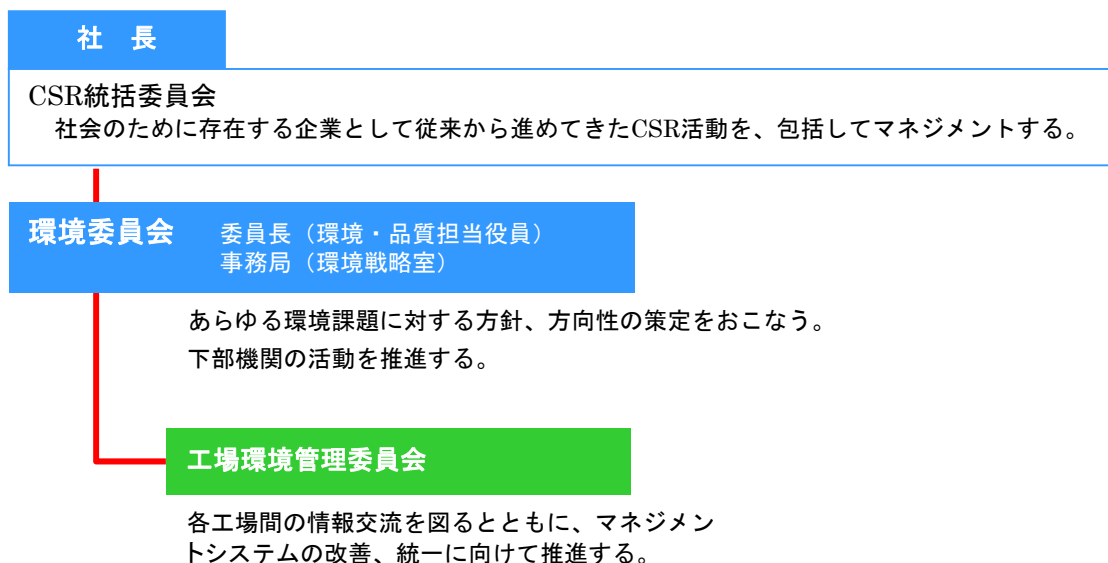 社　長
CSR統括委員会
社会のために存在する企業として従来から進めてきたCSR活動を、包括してマネジメントする。
環境委員会
委員長（環境・品質担当役員）
事務局（環境戦略室）
あらゆる環境課題に対する方針、方向性の策定をおこなう。
下部機関の活動を推進する。
工場環境管理委員会
各工場間の情報交流を図るとともに、マネジメン
トシステムの改善、統一に向けて推進する。